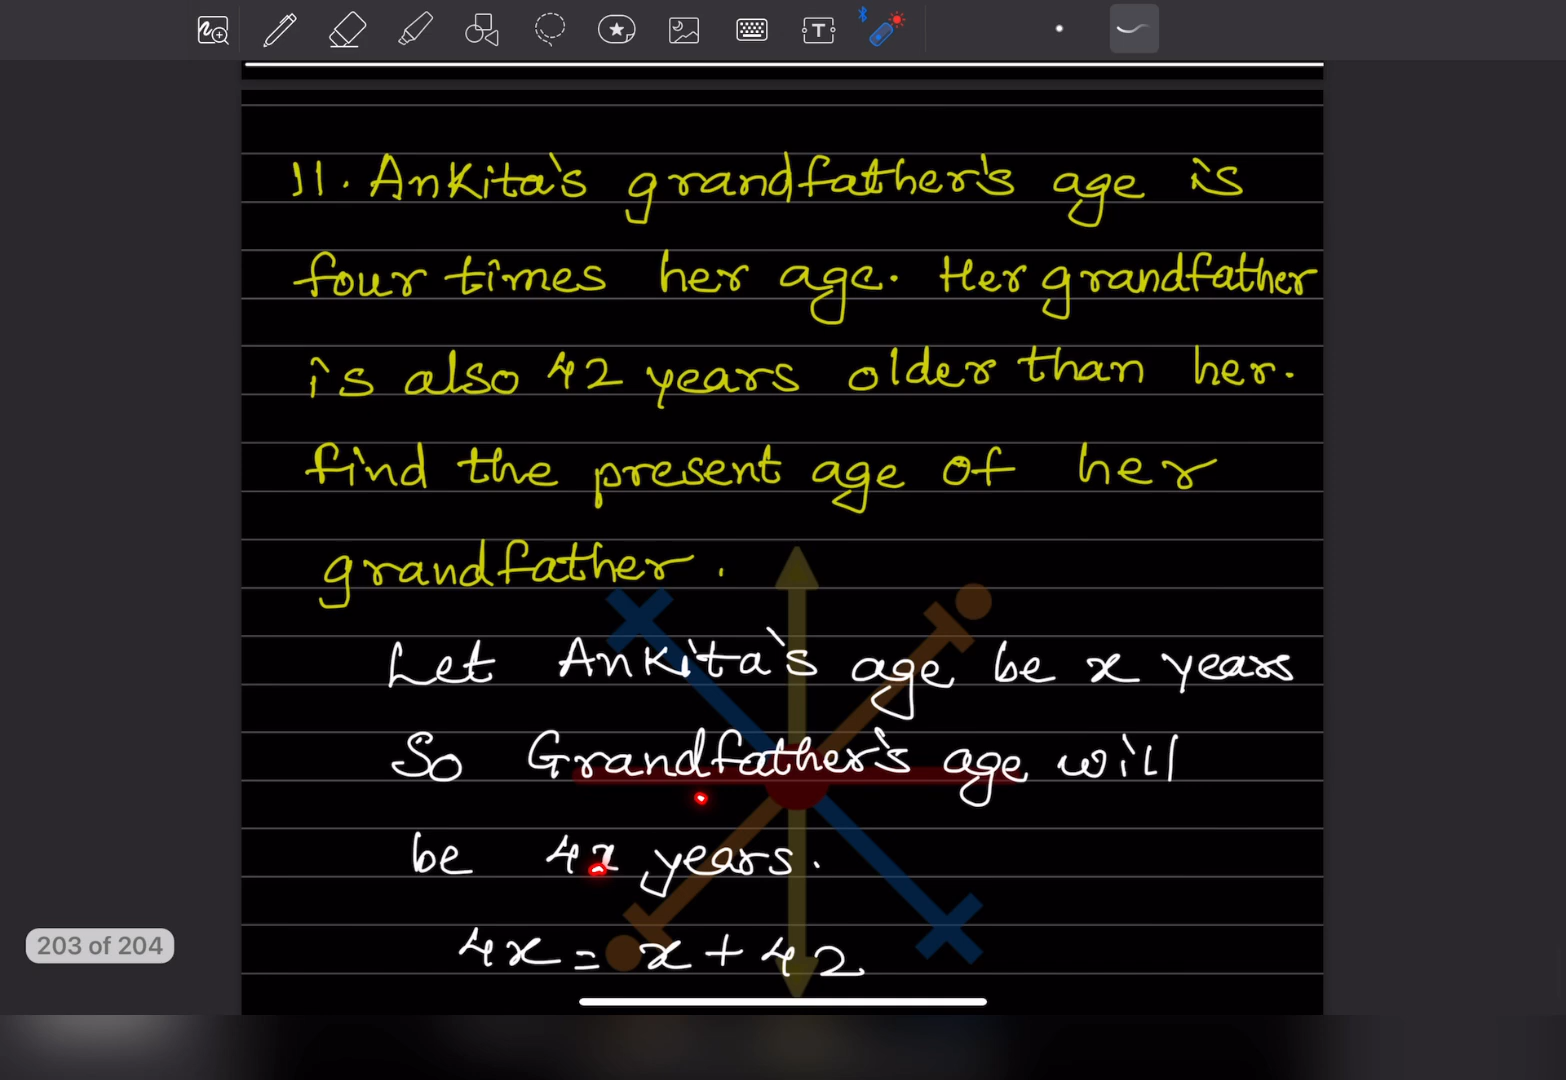 11. Ankita's grandfather's age is
four times her age. Her grandfather
is also 42 years older than her.
find the present age of her
grandfather.
Let Ankita's age be x years
So Grandfather's age will
be 4x years.
203 of 204
4x = x + 42